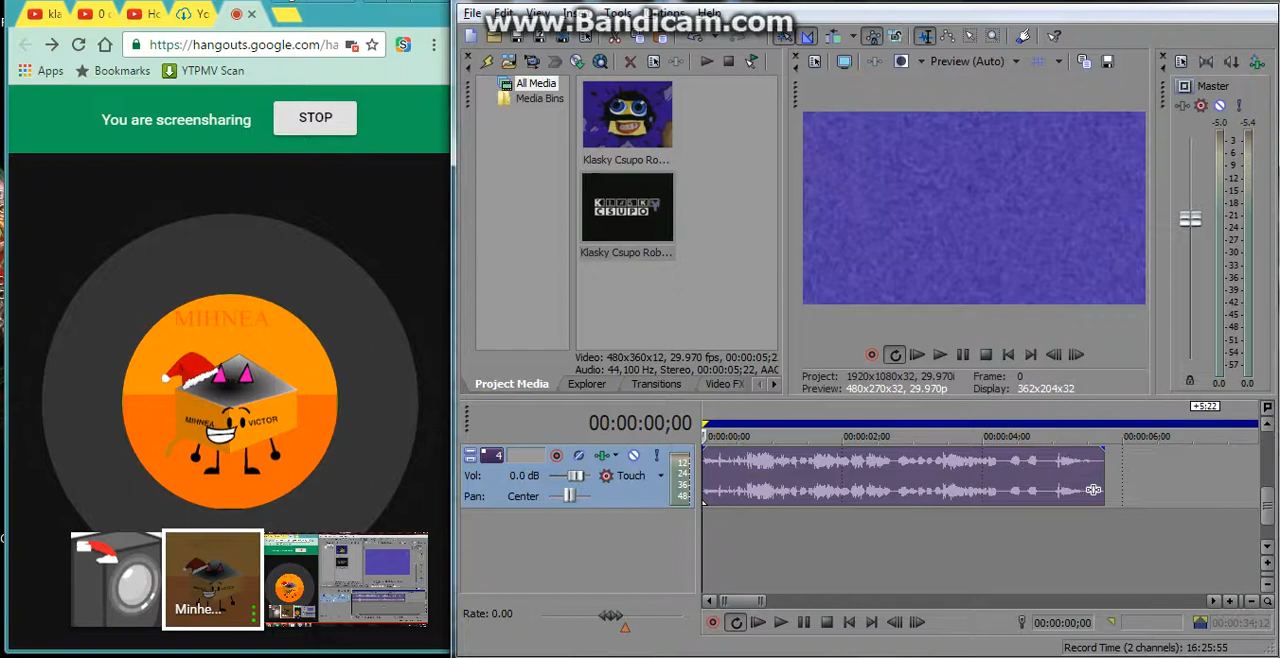 kla
0 c
Ho
Yo
https://hangouts.google.com/ha
Apps
Bookmarks
YTPMV Scan
You are screensharing
STOP
MIHNEA
MIHNEA
VICTOR
Minhe...
File
Edit
View
Tools
Options
Help
www.Bandicam.com
All Media
Media Bins
Klasky Csupo Ro...
KLASKY
CSUPO
Klasky Csupo Rob...
Video: 480x360x12, 29.970 fps, 00:00:05;2
Audio: 44,100 Hz, Stereo, 00:00:05;22, AAC
Project Media
Explorer
Transitions
Video FX
Preview (Auto)
Project: 1920x1080x32, 29.970i
Frame: 0
Preview: 480x270x32, 29.970p
Display: 362x204x32
Master
-5.0 -5.4
3
6
9
12
15
18
21
24
27
30
33
36
39
42
45
48
51
54
57
0.0 0.0
+5:22
00:00:00;00
00:00:00;00
00:00:02;00
00:00:04;00
00:00:06;00
4
Vol: 0.0 dB
Touch
Pan: Center
12
24
36
48
Rate: 0.00
00:00:00;00
00:00:34;12
Record Time (2 channels): 16:25:55